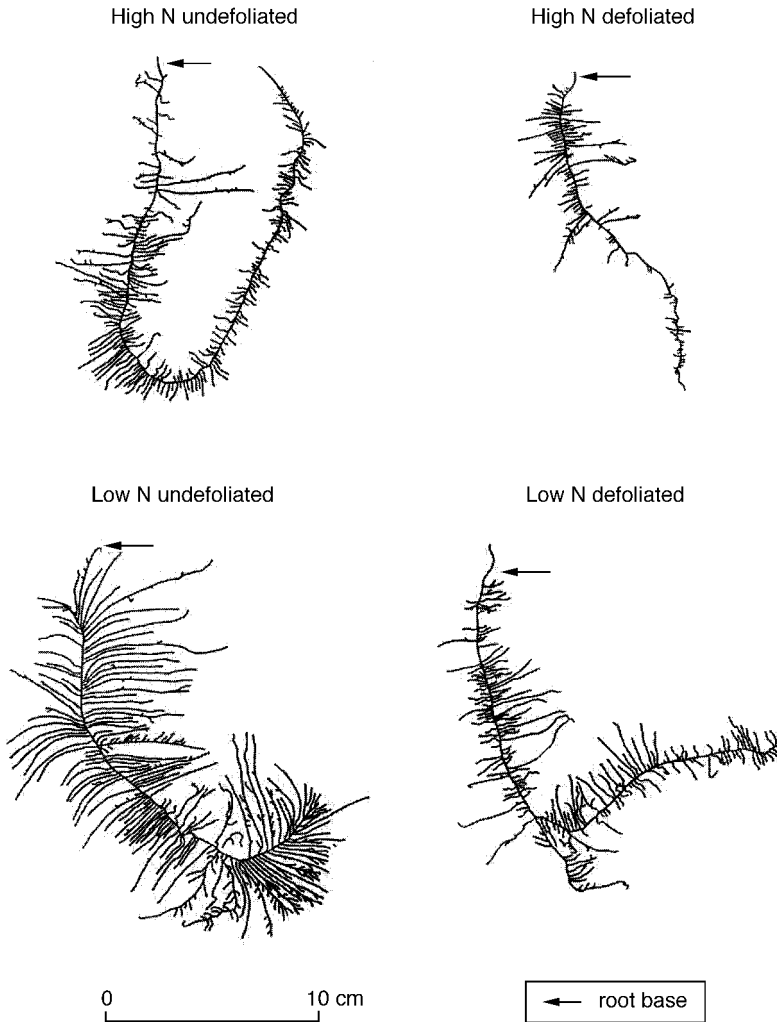 High N undefoliated
High N defoliated
Low N undefoliated
Low N defoliated
0 10 cm
root base